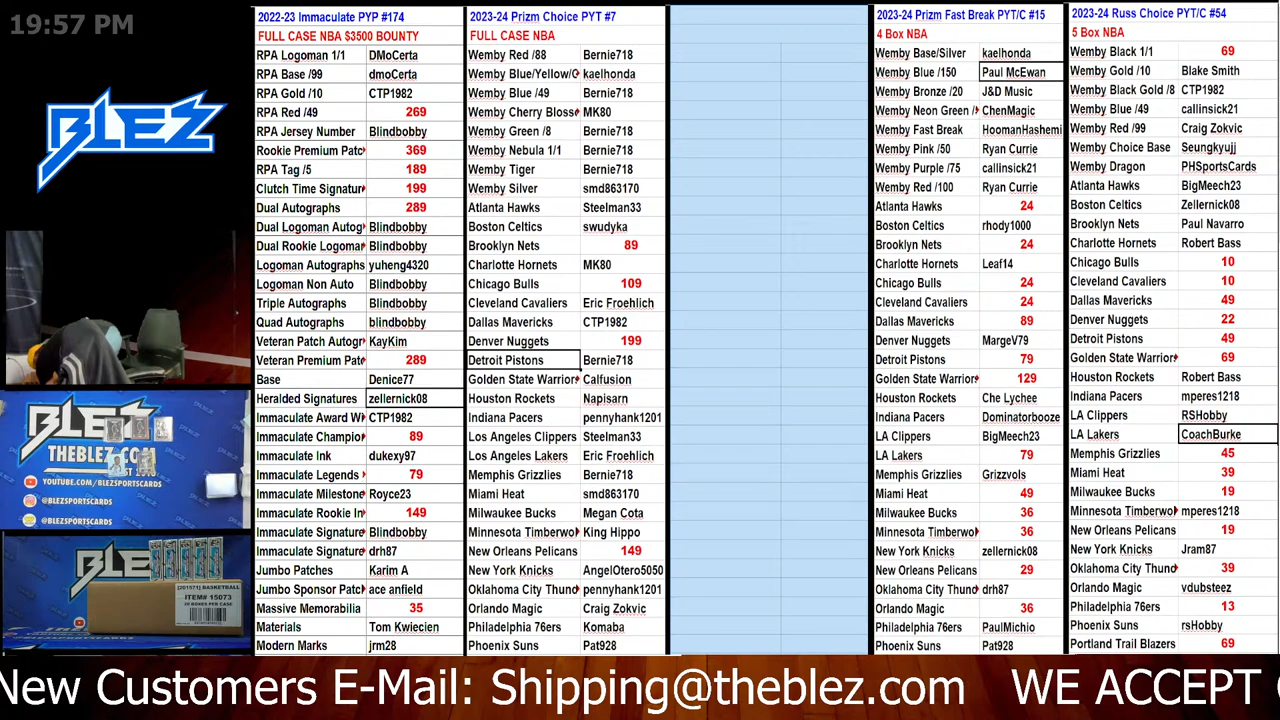 19:57 PM
BLEZ
BLEZ
THEBLEZ.COM
YOUTUBE.COM/BLEZSPORTSCARDS
@BLEZSPORTSCARDS
@BLEZSPORTSCARDS
BLEZ
[201571] BASKETBALL
ITEM# 15073
20 BOXES PER CASE
2022-23 Immaculate PYP #174
FULL CASE NBA $3500 BOUNTY
RPA Logoman 1/1 DMoCerta
RPA Base /99 dmoCerta
RPA Gold /10 CTP1982
RPA Red /49 269
RPA Jersey Number Blindbobby
Rookie Premium Patc 369
RPA Tag /5 189
Clutch Time Signatur 199
Dual Autographs 289
Dual Logoman Autog Blindbobby
Dual Rookie Logomar Blindbobby
Logoman Autographs yuheng4320
Logoman Non Auto Blindbobby
Triple Autographs Blindbobby
Quad Autographs blindbobby
Veteran Patch Autogr KayKim
Veteran Premium Pat 289
Base Denice77
Heralded Signatures zellernick08
Immaculate Award Wi CTP1982
Immaculate Champio 89
Immaculate Ink dukexy97
Immaculate Legends 79
Immaculate Milestone Royce23
Immaculate Rookie In 149
Immaculate Signature Blindbobby
Immaculate Signature drh87
Jumbo Patches Karim A
Jumbo Sponsor Patc ace anfield
Massive Memorabilia 35
Materials Tom Kwiecien
Modern Marks jrm28
2023-24 Prizm Choice PYT #7
FULL CASE NBA
Wemby Red /88 Bernie718
Wemby Blue/Yellow/G kaelhonda
Wemby Blue /49 Bernie718
Wemby Cherry Bloss MK80
Wemby Green /8 Bernie718
Wemby Nebula 1/1 Bernie718
Wemby Tiger Bernie718
Wemby Silver smd863170
Atlanta Hawks Steelman33
Boston Celtics swudyka
Brooklyn Nets 89
Charlotte Hornets MK80
Chicago Bulls 109
Cleveland Cavaliers Eric Froehlich
Dallas Mavericks CTP1982
Denver Nuggets 199
Detroit Pistons Bernie718
Golden State Warrior Calfusion
Houston Rockets Napisarn
Indiana Pacers pennyhank1201
Los Angeles Clippers Steelman33
Los Angeles Lakers Eric Froehlich
Memphis Grizzlies Bernie718
Miami Heat smd863170
Milwaukee Bucks Megan Cota
Minnesota Timberwo King Hippo
New Orleans Pelicans 149
New York Knicks AngelOtero5050
Oklahoma City Thund pennyhank1201
Orlando Magic Craig Zokvic
Philadelphia 76ers Komaba
Phoenix Suns Pat928
2023-24 Prizm Fast Break PYT/C #15
4 Box NBA
Wemby Base/Silver kaelhonda
Wemby Blue /150 Paul McEwan
Wemby Bronze /20 J&D Music
Wemby Neon Green / ChenMagic
Wemby Fast Break HoomanHashemi
Wemby Pink /50 Ryan Currie
Wemby Purple /75 callinsick21
Wemby Red /100 Ryan Currie
Atlanta Hawks 24
Boston Celtics rhody1000
Brooklyn Nets 24
Charlotte Hornets Leaf14
Chicago Bulls 24
Cleveland Cavaliers 24
Dallas Mavericks 89
Denver Nuggets MargeV79
Detroit Pistons 79
Golden State Warrior 129
Houston Rockets Che Lychee
Indiana Pacers Dominatorbooze
LA Clippers BigMeech23
LA Lakers 79
Memphis Grizzlies Grizzvols
Miami Heat 49
Milwaukee Bucks 36
Minnesota Timberwo 36
New York Knicks zellernick08
New Orleans Pelicans 29
Oklahoma City Thun drh87
Orlando Magic 36
Philadelphia 76ers PaulMichio
Phoenix Suns Pat928
2023-24 Russ Choice PYT/C #54
5 Box NBA
Wemby Black 1/1 69
Wemby Gold /10 Blake Smith
Wemby Black Gold /8 CTP1982
Wemby Blue /49 callinsick21
Wemby Red /99 Craig Zokvic
Wemby Choice Base Seungkyujj
Wemby Dragon PHSportsCards
Atlanta Hawks BigMeech23
Boston Celtics Zellernick08
Brooklyn Nets Paul Navarro
Charlotte Hornets Robert Bass
Chicago Bulls 10
Cleveland Cavaliers 10
Dallas Mavericks 49
Denver Nuggets 22
Detroit Pistons 49
Golden State Warrior 69
Houston Rockets Robert Bass
Indiana Pacers mperes1218
LA Clippers RSHobby
LA Lakers CoachBurke
Memphis Grizzlies 45
Miami Heat 39
Milwaukee Bucks 19
Minnesota Timberwo mperes1218
New Orleans Pelicans 19
New York Knicks Jram87
Oklahoma City Thun 39
Orlando Magic vdubsteez
Philadelphia 76ers 13
Phoenix Suns rsHobby
Portland Trail Blazers 69
New Customers E-Mail: Shipping@theblez.com WE ACCEPT